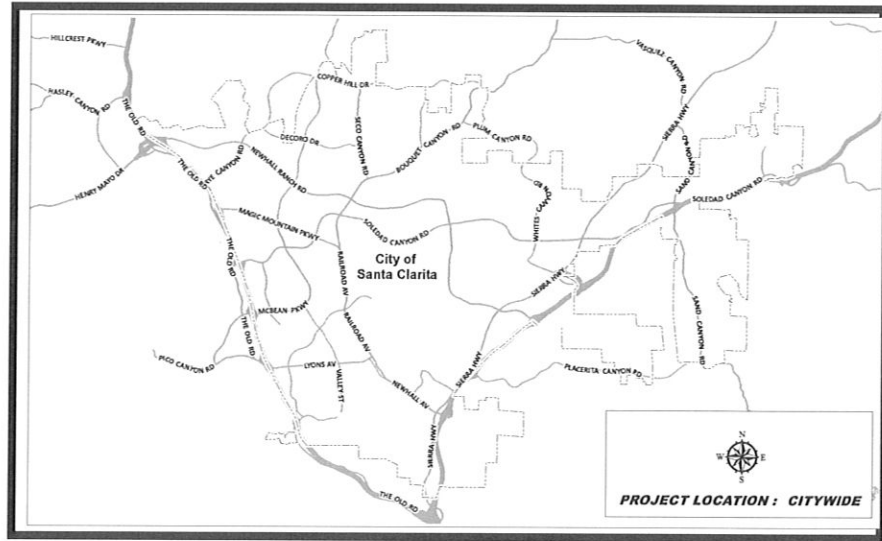 HILLCREST PKWY
HASLEY CANYON RD
THE OLD RD
HENRY MAYO DR
THE OLD RD
RYE CANYON RD
NEWHALL RANCH RD
COPPER HILL DR
DECORO DR
SECO CANYON RD
BOUQUET CANYON RD
PLUM CANYON RD
VASQUEZ CANYON RD
SIERRA HWY
SAND CANYON RD
SOLEDAD CANYON RD
WHITES CANYON RD
MAGIC MOUNTAIN PKWY
SOLEDAD CANYON RD
THE OLD RD
RAILROAD AV
City of
Santa Clarita
SIERRA HWY
MCBEAN PKWY
RAILROAD AV
THE OLD RD
PICO CANYON RD
LYONS AV
VALLEY ST
NEWHALL AV
SIERRA HWY
PLACERITA CANYON RD
SAND CANYON RD
SIERRA HWY
THE OLD RD
N
W E
S
PROJECT LOCATION : CITYWIDE